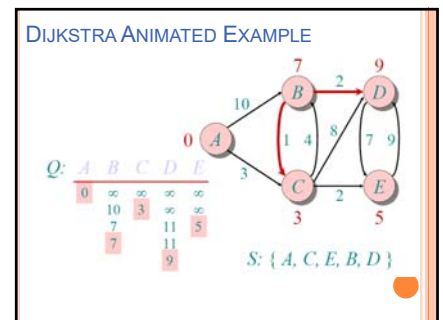 DIJKSTRA ANIMATED EXAMPLE
7 9
B 2 D
10
0 A 1 4 8 7 9
3
C 2 E
3 5
Q: A B C D E
0 ∞ ∞ ∞ ∞
10 3 ∞ ∞
7 11 5
7 11
9
S: { A, C, E, B, D }